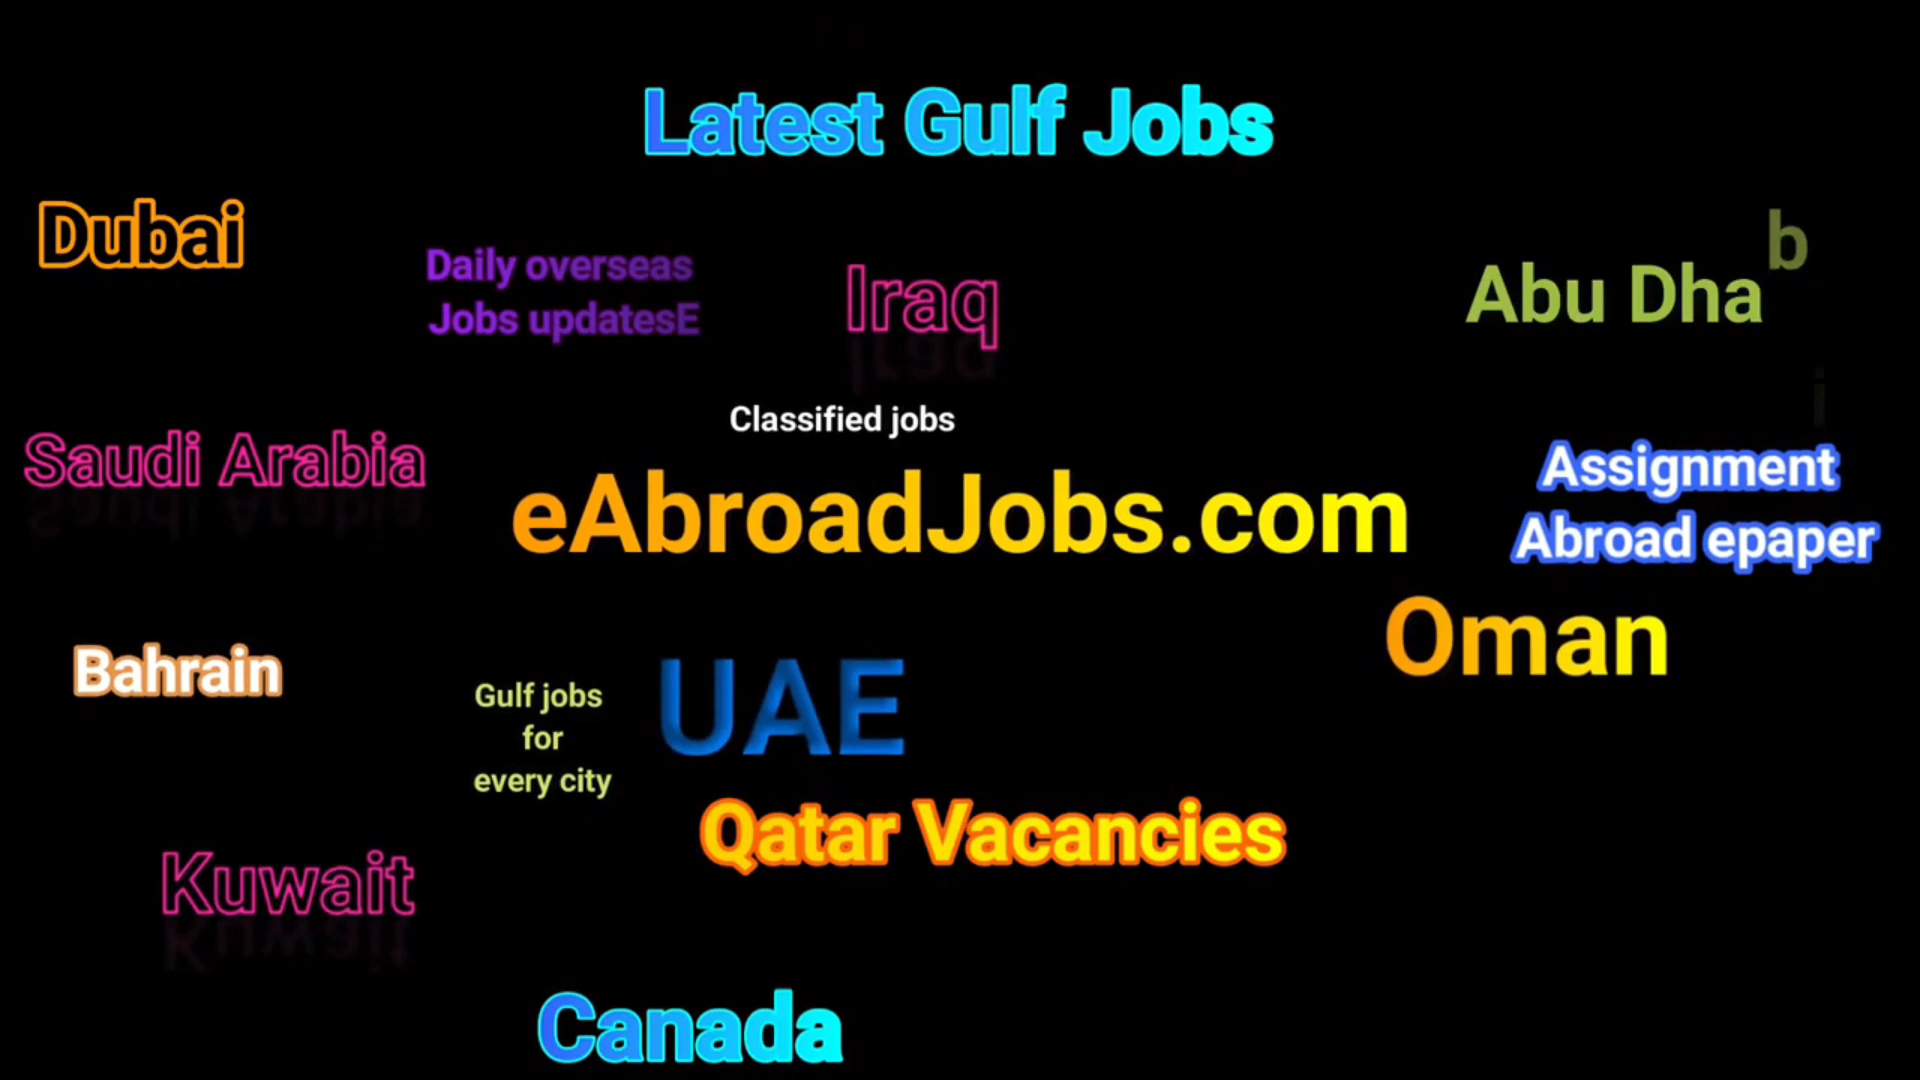 Latest Gulf Jobs
Dubai
Daily overseas
Jobs updatesE
Iraq
Abu Dhabi
Classified jobs
Saudi Arabia
eAbroadJobs.com
Assignment
Abroad epaper
Oman
Bahrain
Gulf jobs
for
every city
UAE
Qatar Vacancies
Kuwait
Canada